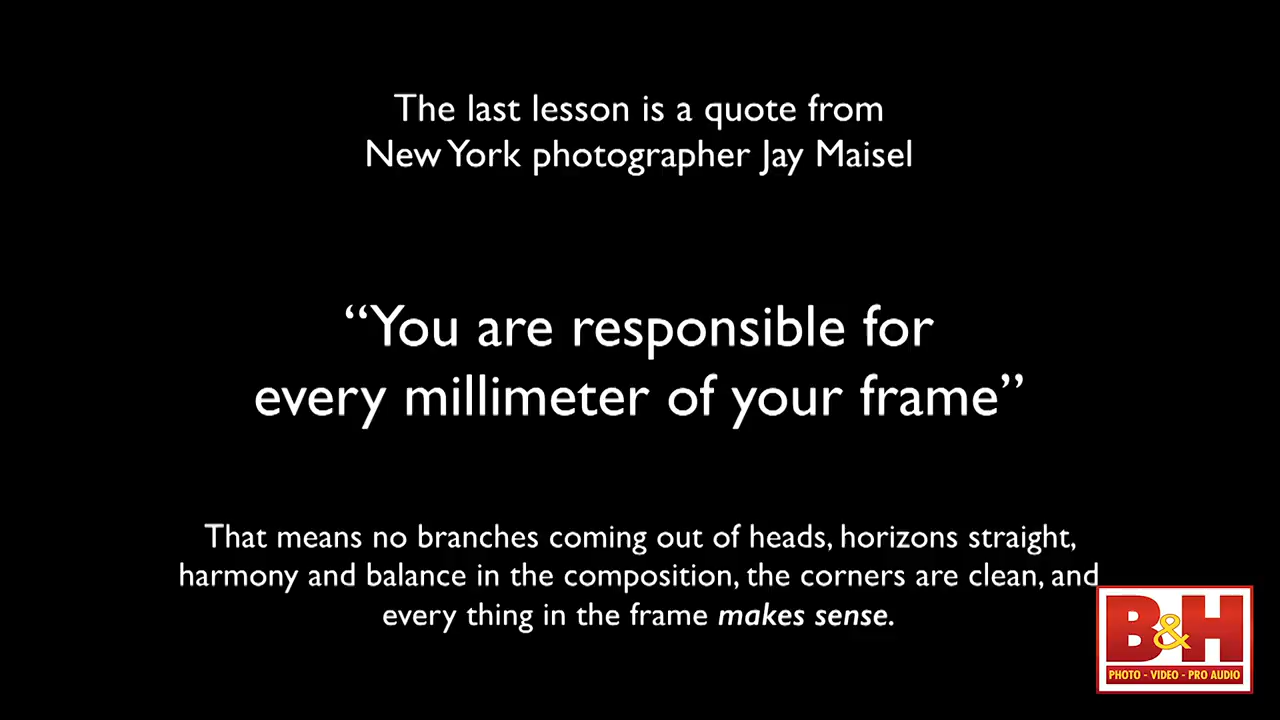 The last lesson is a quote from
New York photographer Jay Maisel
“You are responsible for
every millimeter of your frame”
That means no branches coming out of heads, horizons straight,
harmony and balance in the composition, the corners are clean, and
every thing in the frame makes sense.
B&H
PHOTO - VIDEO - PRO AUDIO